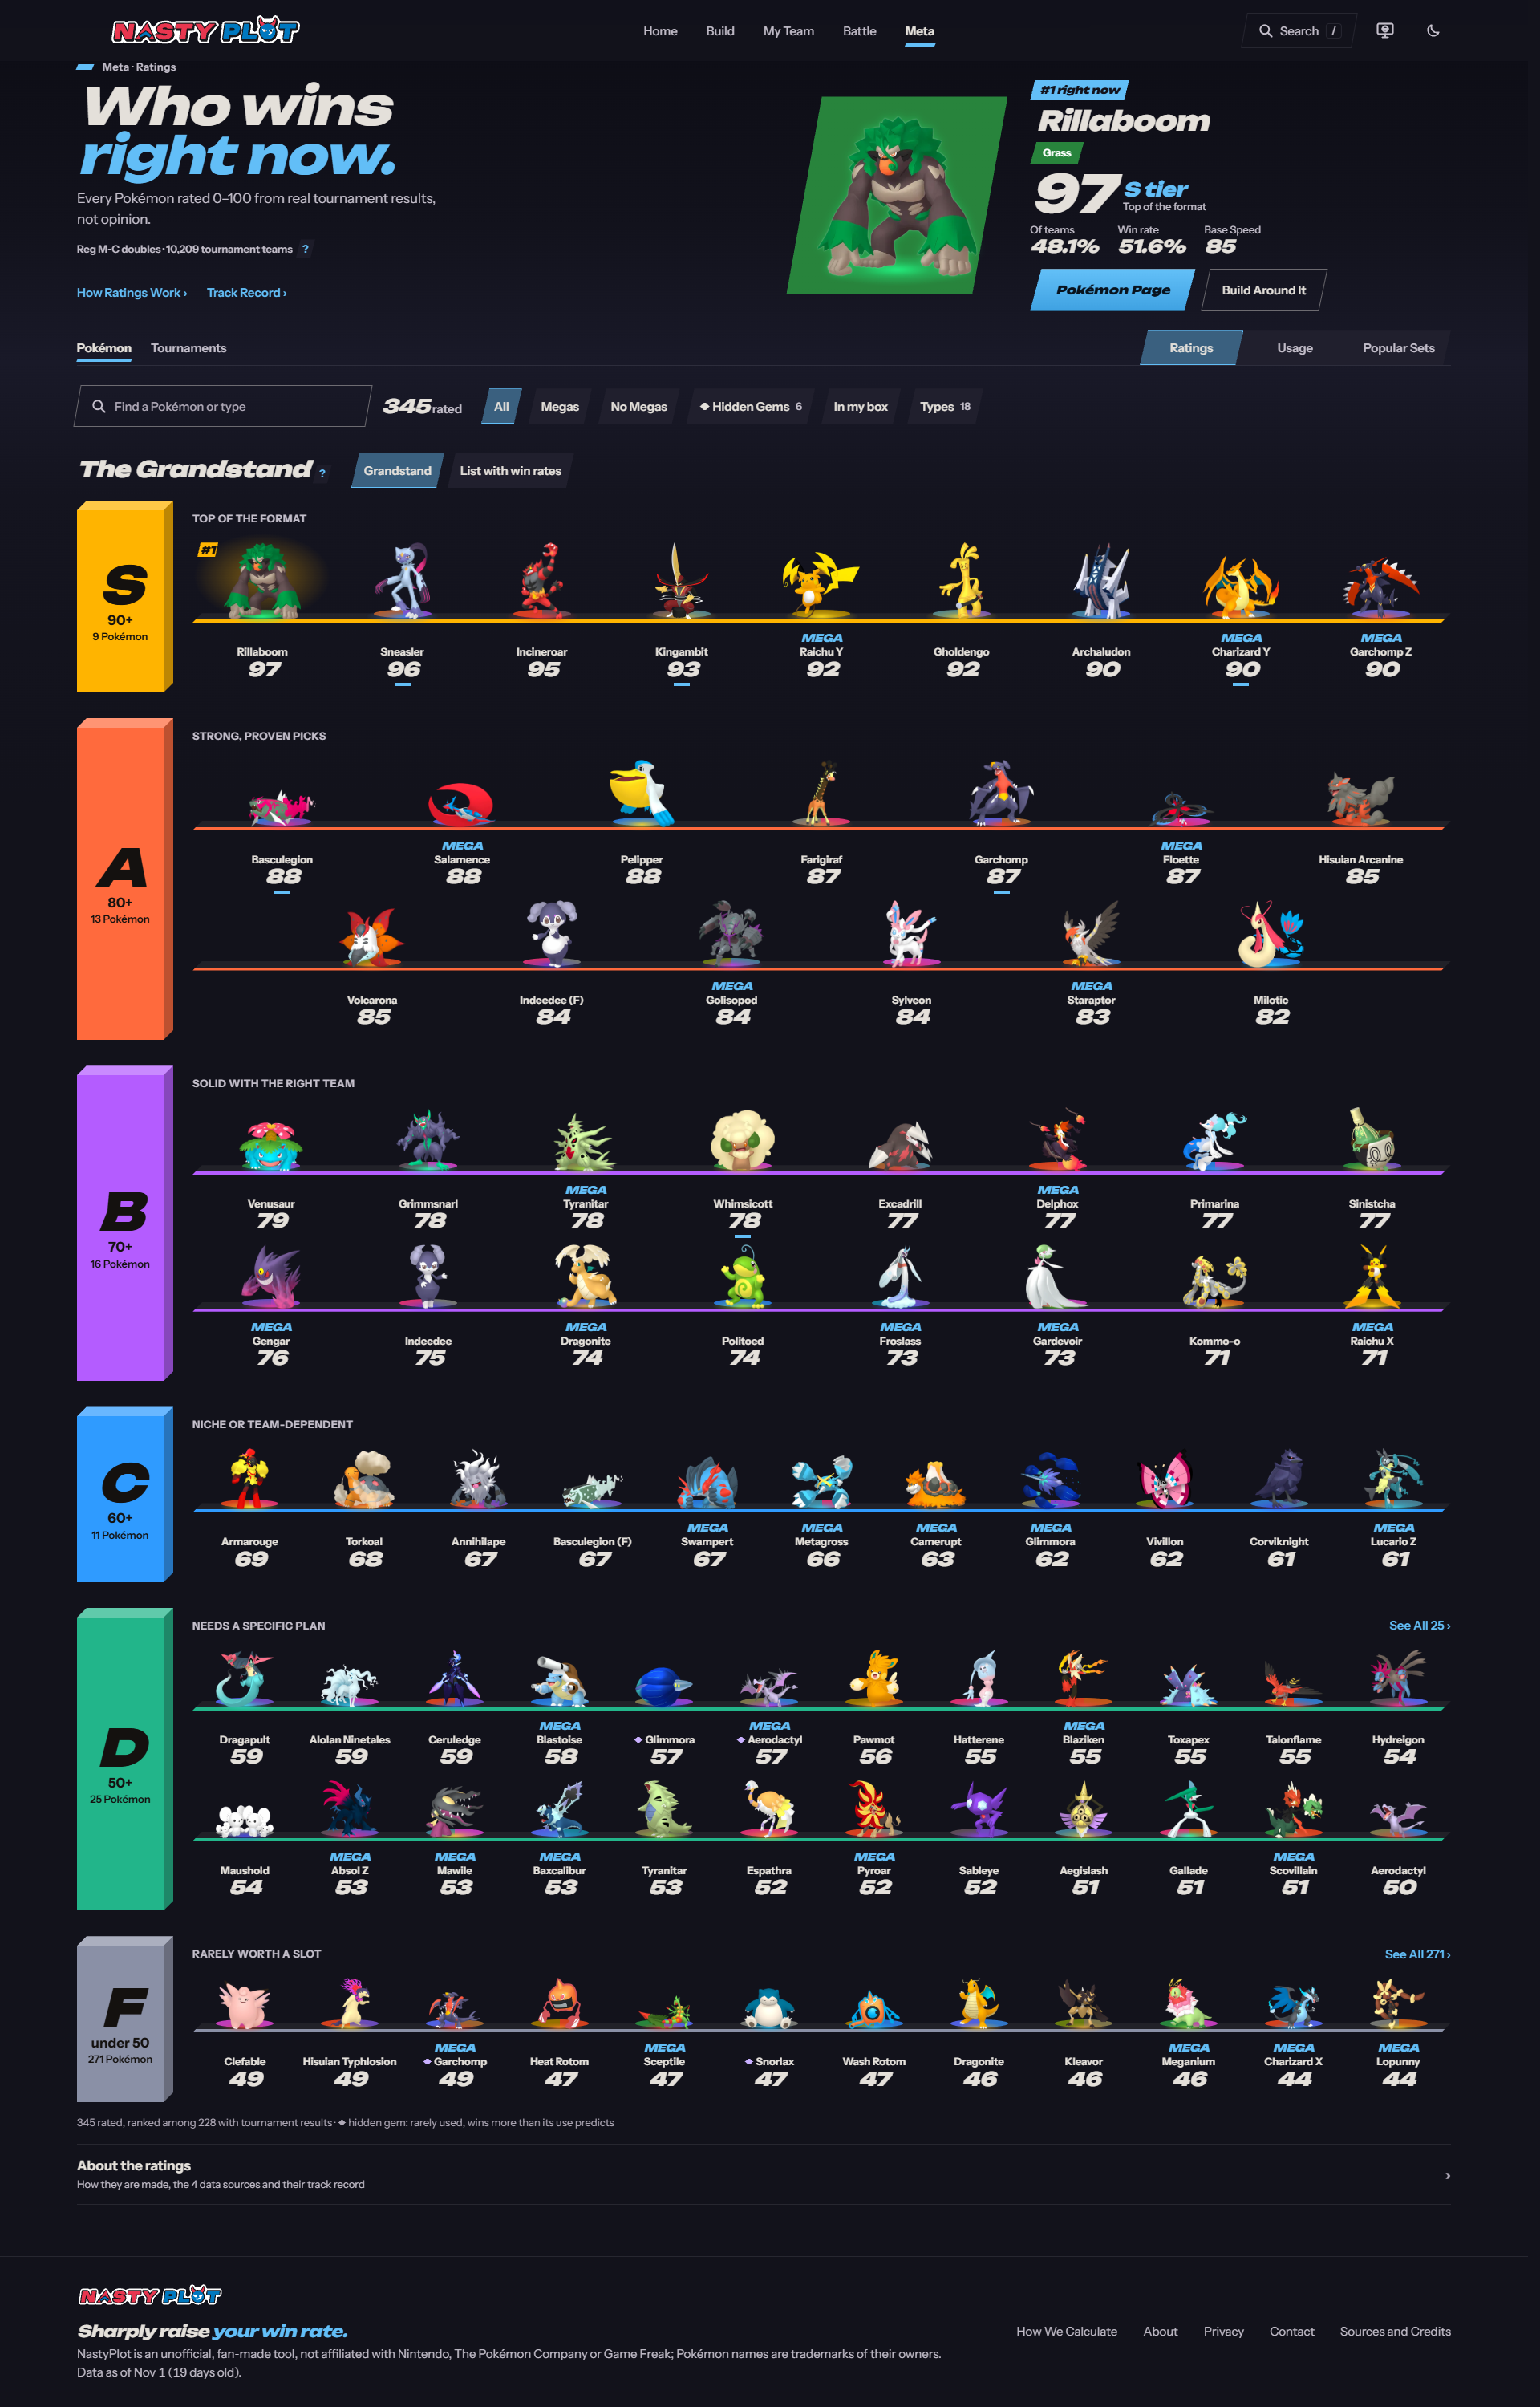 NASTY PLOT
Home Build My Team Battle Meta
Search /
Meta · Ratings
Who wins
right now.
Every Pokémon rated 0–100 from real tournament results,
not opinion.
Reg M-C doubles · 10,209 tournament teams ?
How Ratings Work › Track Record ›
#1 right now
Rillaboom
Grass
97 S tier
Top of the format
Of teams Win rate Base Speed
48.1% 51.6% 85
Pokémon Page Build Around It
Pokémon Tournaments
Ratings Usage Popular Sets
Find a Pokémon or type
345 rated
All Megas No Megas Hidden Gems 6 In my box Types 18
The Grandstand ?
Grandstand List with win rates
S
90+
9 Pokémon
TOP OF THE FORMAT
#1
MEGA MEGA MEGA
Rillaboom Sneasler Incineroar Kingambit Raichu Y Gholdengo Archaludon Charizard Y Garchomp Z
97 96 95 93 92 92 90 90 90
A
80+
13 Pokémon
STRONG, PROVEN PICKS
MEGA MEGA
Basculegion Salamence Pelipper Farigiraf Garchomp Floette Hisuian Arcanine
88 88 88 87 87 87 85
MEGA MEGA
Volcarona Indeedee (F) Golisopod Sylveon Staraptor Milotic
85 84 84 84 83 82
B
70+
16 Pokémon
SOLID WITH THE RIGHT TEAM
MEGA MEGA
Venusaur Grimmsnarl Tyranitar Whimsicott Excadrill Delphox Primarina Sinistcha
79 78 78 78 77 77 77 77
MEGA MEGA MEGA MEGA MEGA
Gengar Indeedee Dragonite Politoed Froslass Gardevoir Kommo-o Raichu X
76 75 74 74 73 73 71 71
C
60+
11 Pokémon
NICHE OR TEAM-DEPENDENT
MEGA MEGA MEGA MEGA MEGA
Armarouge Torkoal Annihilape Basculegion (F) Swampert Metagross Camerupt Glimmora Vivillon Corviknight Lucario Z
69 68 67 67 67 66 63 62 62 61 61
D
50+
25 Pokémon
NEEDS A SPECIFIC PLAN
See All 25 ›
MEGA MEGA MEGA
Dragapult Alolan Ninetales Ceruledge Blastoise Glimmora Aerodactyl Pawmot Hatterene Blaziken Toxapex Talonflame Hydreigon
59 59 59 58 57 57 56 55 55 55 55 54
MEGA MEGA MEGA MEGA MEGA
Maushold Absol Z Mawile Baxcalibur Tyranitar Espathra Pyroar Sableye Aegislash Gallade Scovillain Aerodactyl
54 53 53 53 53 52 52 52 51 51 51 50
F
under 50
271 Pokémon
RARELY WORTH A SLOT
See All 271 ›
MEGA MEGA MEGA MEGA MEGA
Clefable Hisuian Typhlosion Garchomp Heat Rotom Sceptile Snorlax Wash Rotom Dragonite Kleavor Meganium Charizard X Lopunny
49 49 49 47 47 47 47 46 46 46 44 44
345 rated, ranked among 228 with tournament results · hidden gem: rarely used, wins more than its use predicts
About the ratings
How they are made, the 4 data sources and their track record
›
NASTY PLOT
Sharply raise your win rate.
NastyPlot is an unofficial, fan-made tool, not affiliated with Nintendo, The Pokémon Company or Game Freak; Pokémon names are trademarks of their owners.
Data as of Nov 1 (19 days old).
How We Calculate About Privacy Contact Sources and Credits